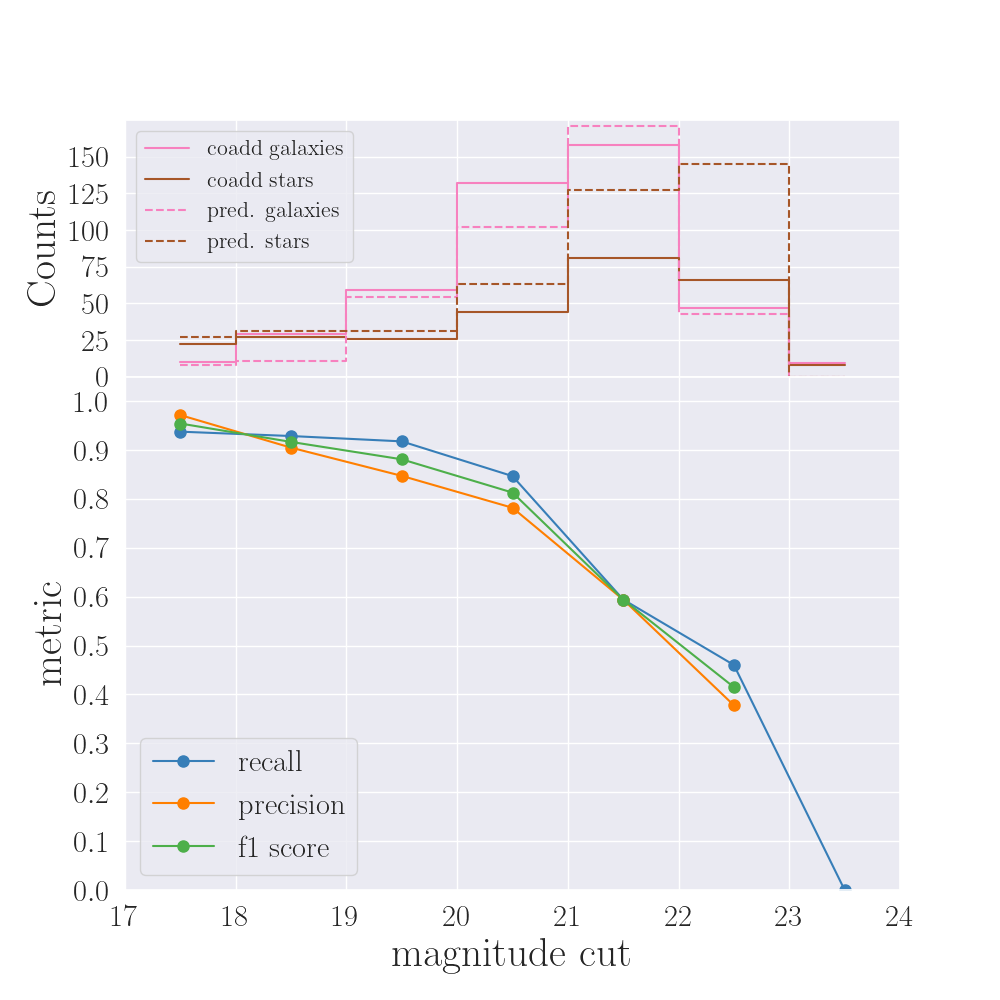 Counts
150
125
100
75
50
25
0
coadd galaxies
coadd stars
pred. galaxies
pred. stars
metric
1.0
0.9
0.8
0.7
0.6
0.5
0.4
0.3
0.2
0.1
0.0
recall
precision
f1 score
17 18 19 20 21 22 23 24
magnitude cut